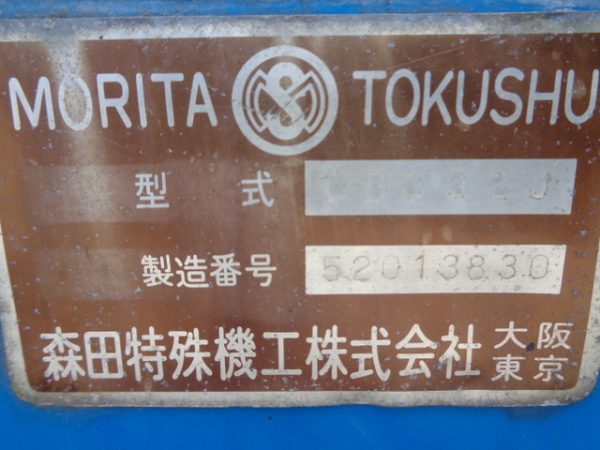 MORITA TOKUSHU
型式
製造番号 52013830
森田特殊機工株式会社 大阪 東京